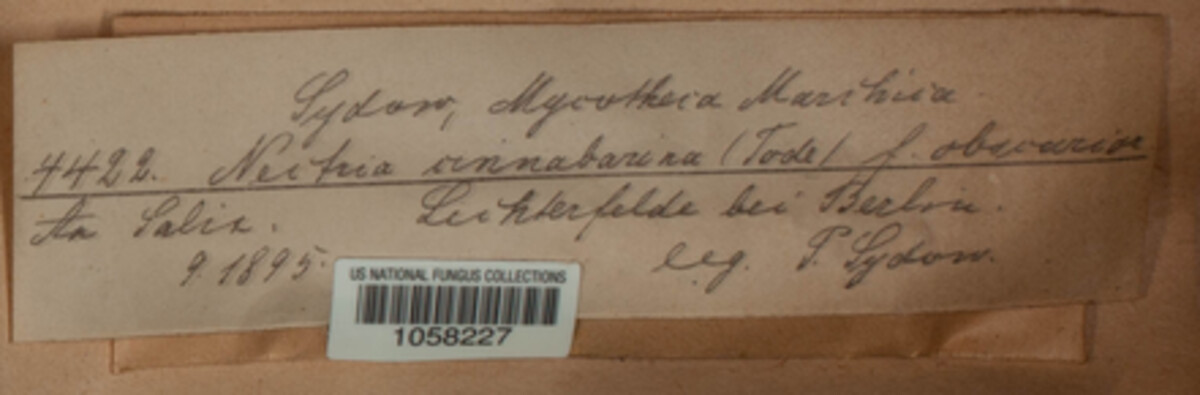 Sydow, Mycotheca Marchica
4422. Nectria cinnabarina (Tode) f. obscurior
An Salix. Lichterfelde bei Berlin.
9. 1895. leg. P. Sydow.
US NATIONAL FUNGUS COLLECTIONS
1058227